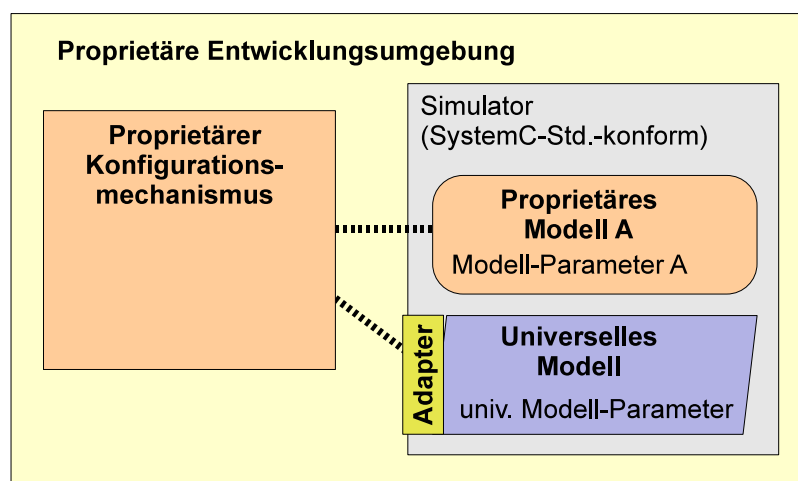 Proprietäre Entwicklungsumgebung
Proprietärer
Konfigurations-
mechanismus
Simulator
(SystemC-Std.-konform)
Proprietäres
Modell A
Modell-Parameter A
Adapter
Universelles
Modell
univ. Modell-Parameter